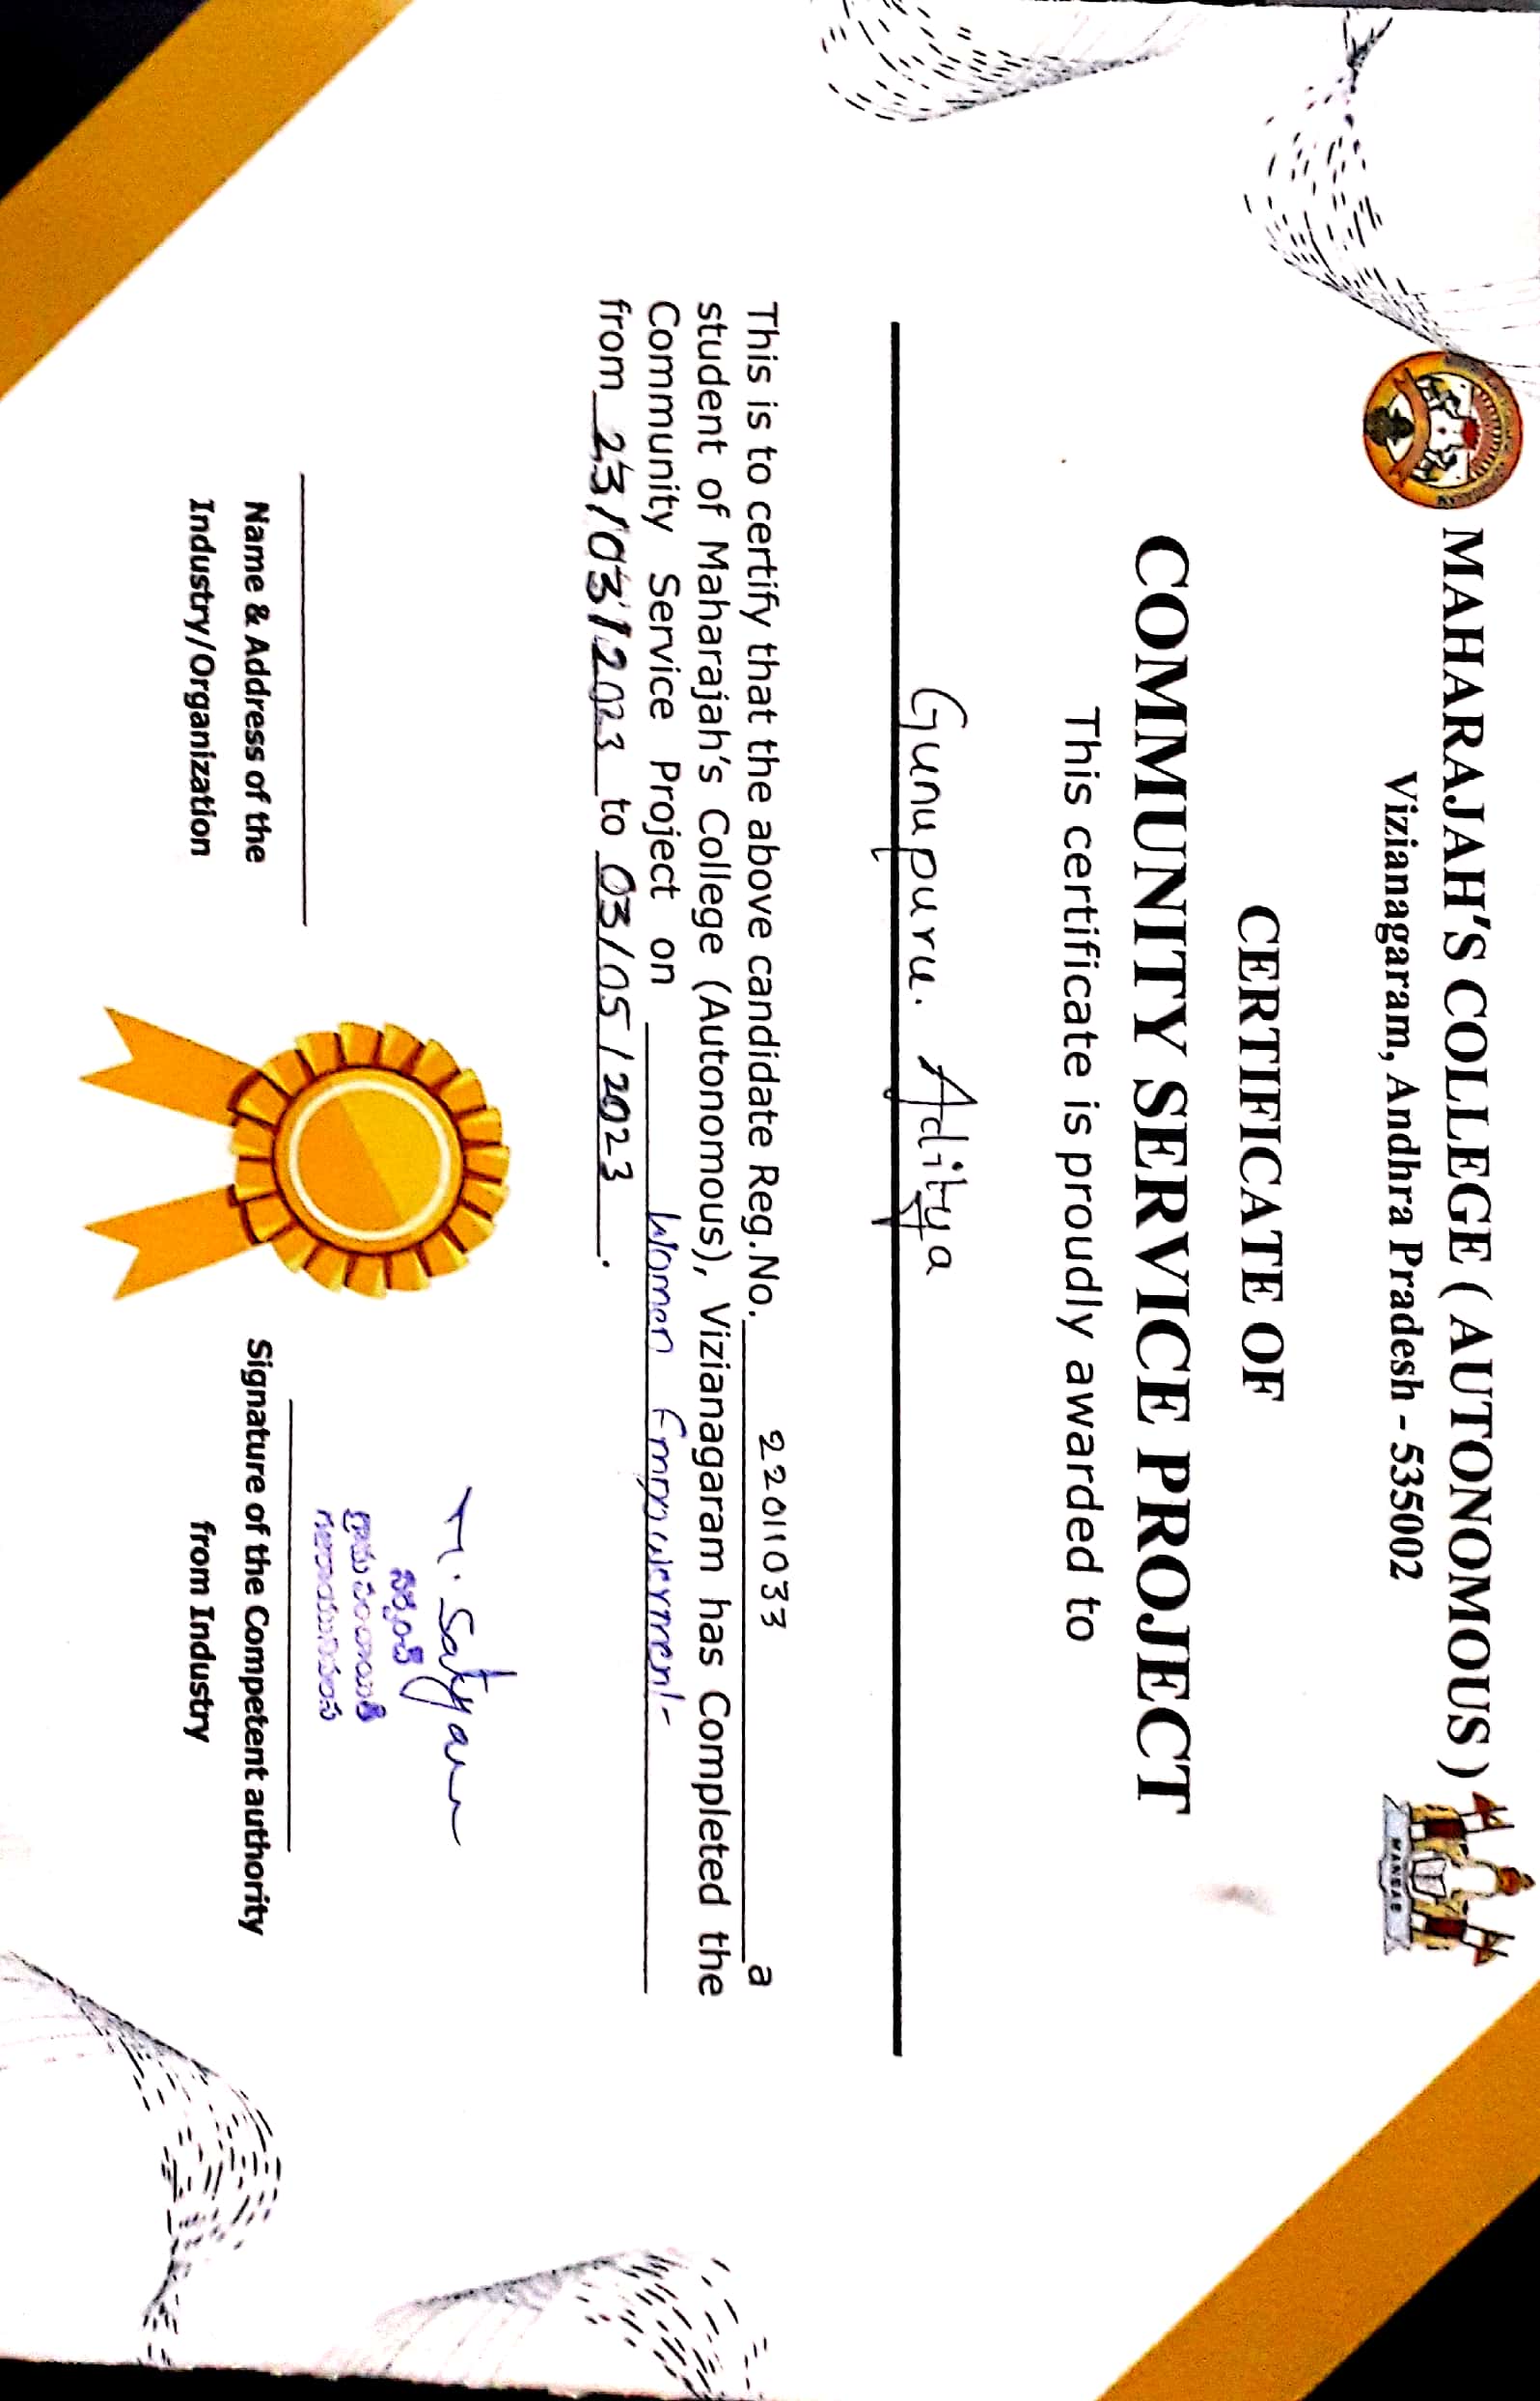 MAHARAJAH'S COLLEGE ( AUTONOMOUS )
Vizianagaram, Andhra Pradesh - 535002
MANSAS
CERTIFICATE OF
COMMUNITY SERVICE PROJECT
This certificate is proudly awarded to
Gunupuru. Aditya
This is to certify that the above candidate Reg.No. 22011033 a
student of Maharajah's College (Autonomous), Vizianagaram has Completed the
Community Service Project on Women Empowerment
from 23/03/2023 to 03/05/2023.
M. Satyam
సర్పంచ్
గ్రామ పంచాయితీ
Name & Address of the
Industry/Organization
Signature of the Competent authority
from Industry